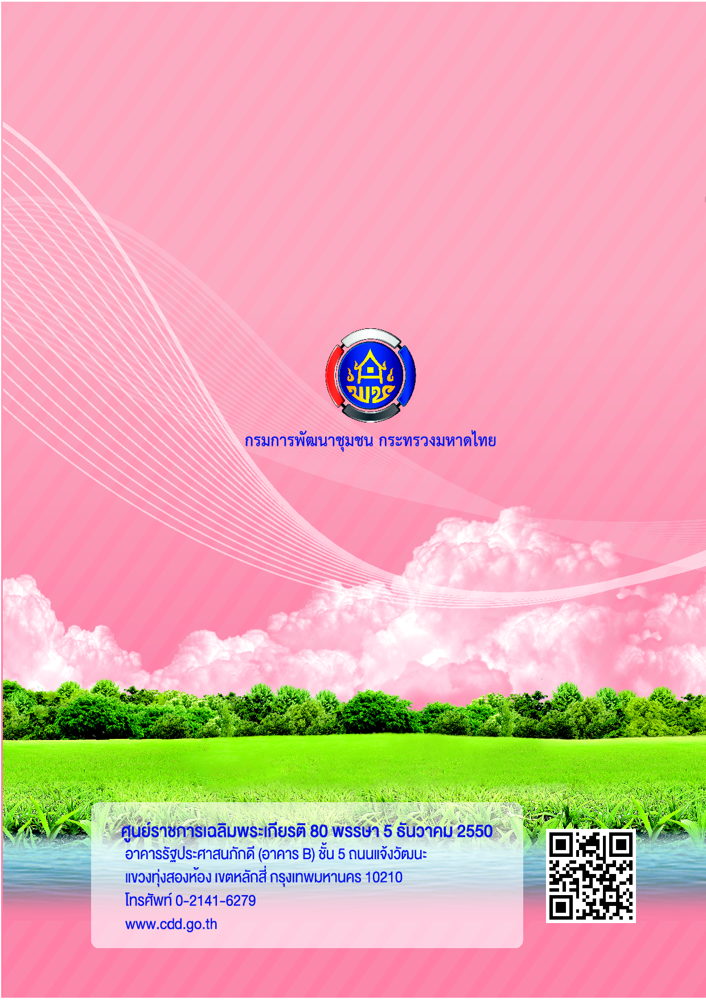 พช
กรมการพัฒนาชุมชน กระทรวงมหาดไทย
ศูนย์ราชการเฉลิมพระเกียรติ 80 พรรษา 5 ธันวาคม 2550
อาคารรัฐประศาสนภักดี (อาคาร B) ชั้น 5 ถนนแจ้งวัฒนะ
แขวงทุ่งสองห้อง เขตหลักสี่ กรุงเทพมหานคร 10210
โทรศัพท์ 0-2141-6279
www.cdd.go.th